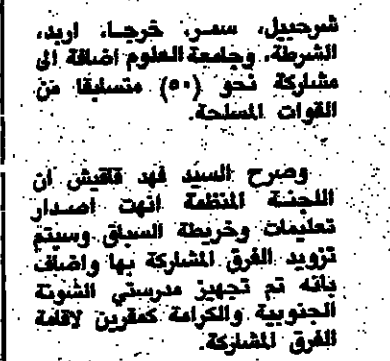 شرحبيل، سمر، خرجا، اربد،
الشرطة، وجامعة العلوم اضافة الى
مشاركة نحو (٥٠) متسابقا من
القوات المسلحة.
وصرح السيد فهد قاقيش ان
اللجنة المنظمة انهت اصدار
تعليمات وخريطة السباق وسيتم
تزويد الفرق المشاركة بها واضاف
بانه تم تجهيز مدرستي الشونة
الجنوبية والكرامة كمقرين لاقامة
الفرق المشاركة.